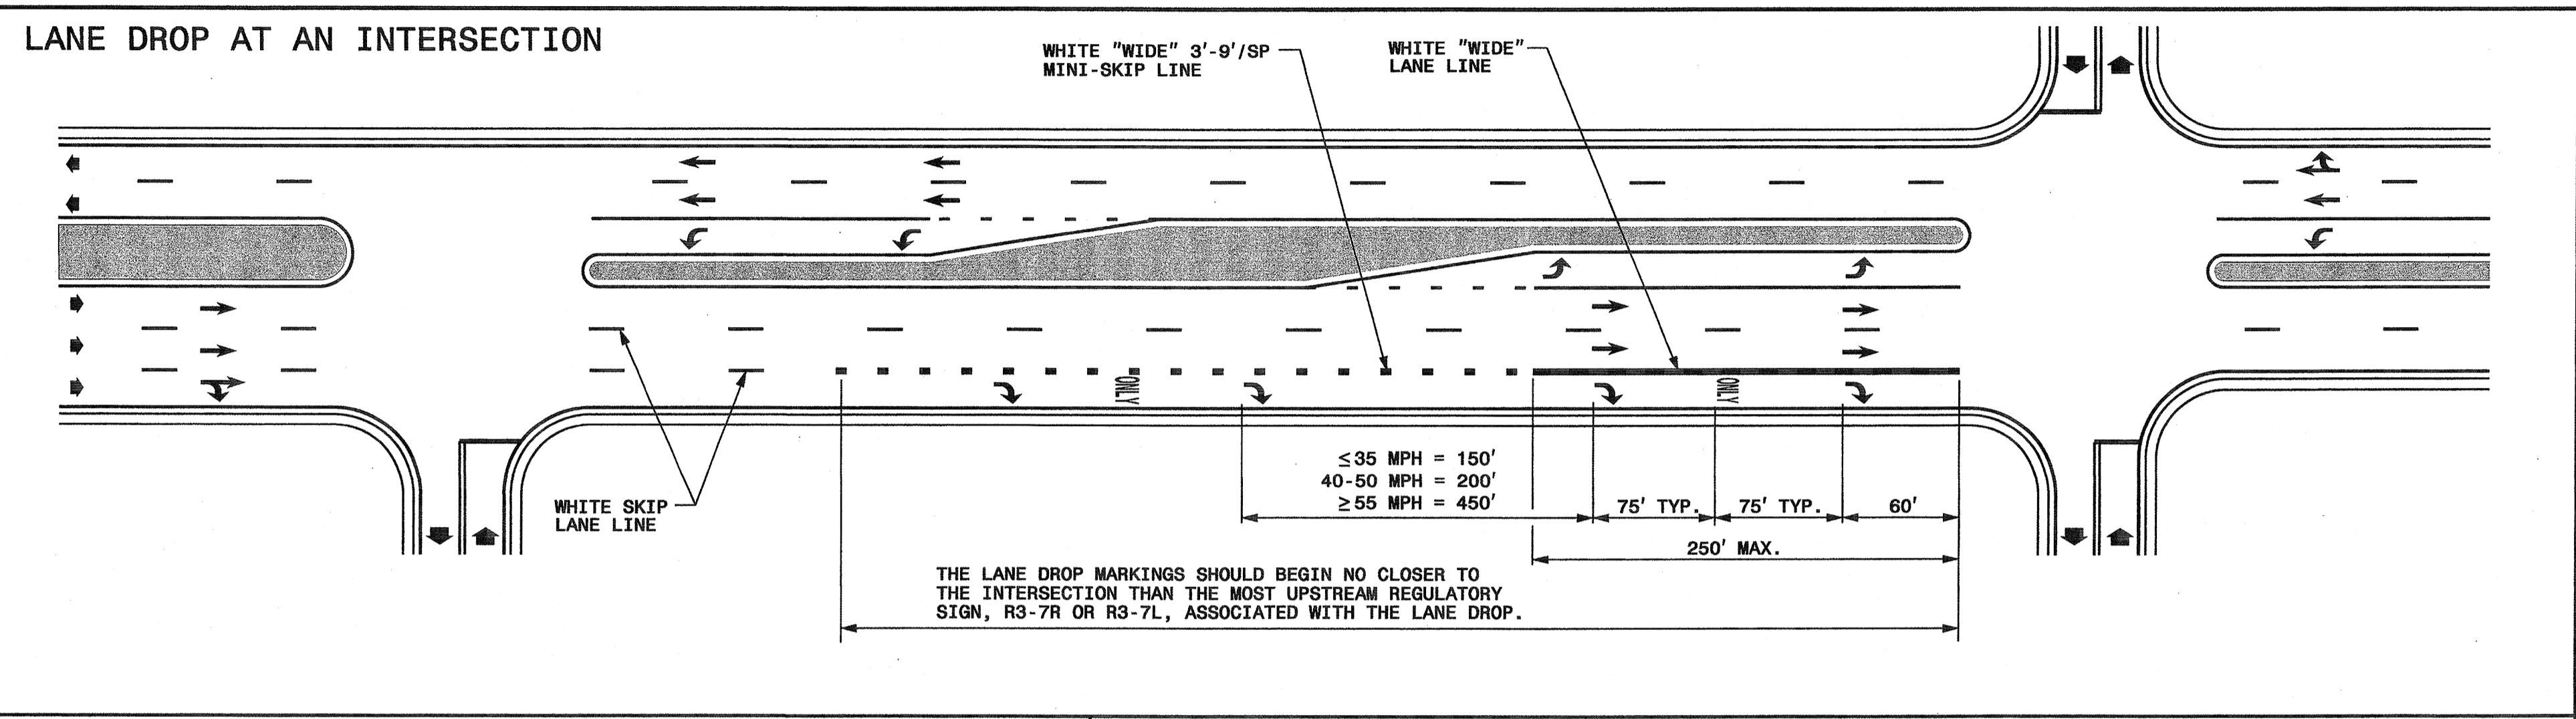 LANE DROP AT AN INTERSECTION
WHITE "WIDE" 3'-9'/SP
MINI-SKIP LINE
WHITE "WIDE"
LANE LINE
ONLY
ONLY
WHITE SKIP
LANE LINE
≤35 MPH = 150'
40-50 MPH = 200'
≥55 MPH = 450'
75' TYP.
75' TYP.
60'
250' MAX.
THE LANE DROP MARKINGS SHOULD BEGIN NO CLOSER TO
THE INTERSECTION THAN THE MOST UPSTREAM REGULATORY
SIGN, R3-7R OR R3-7L, ASSOCIATED WITH THE LANE DROP.